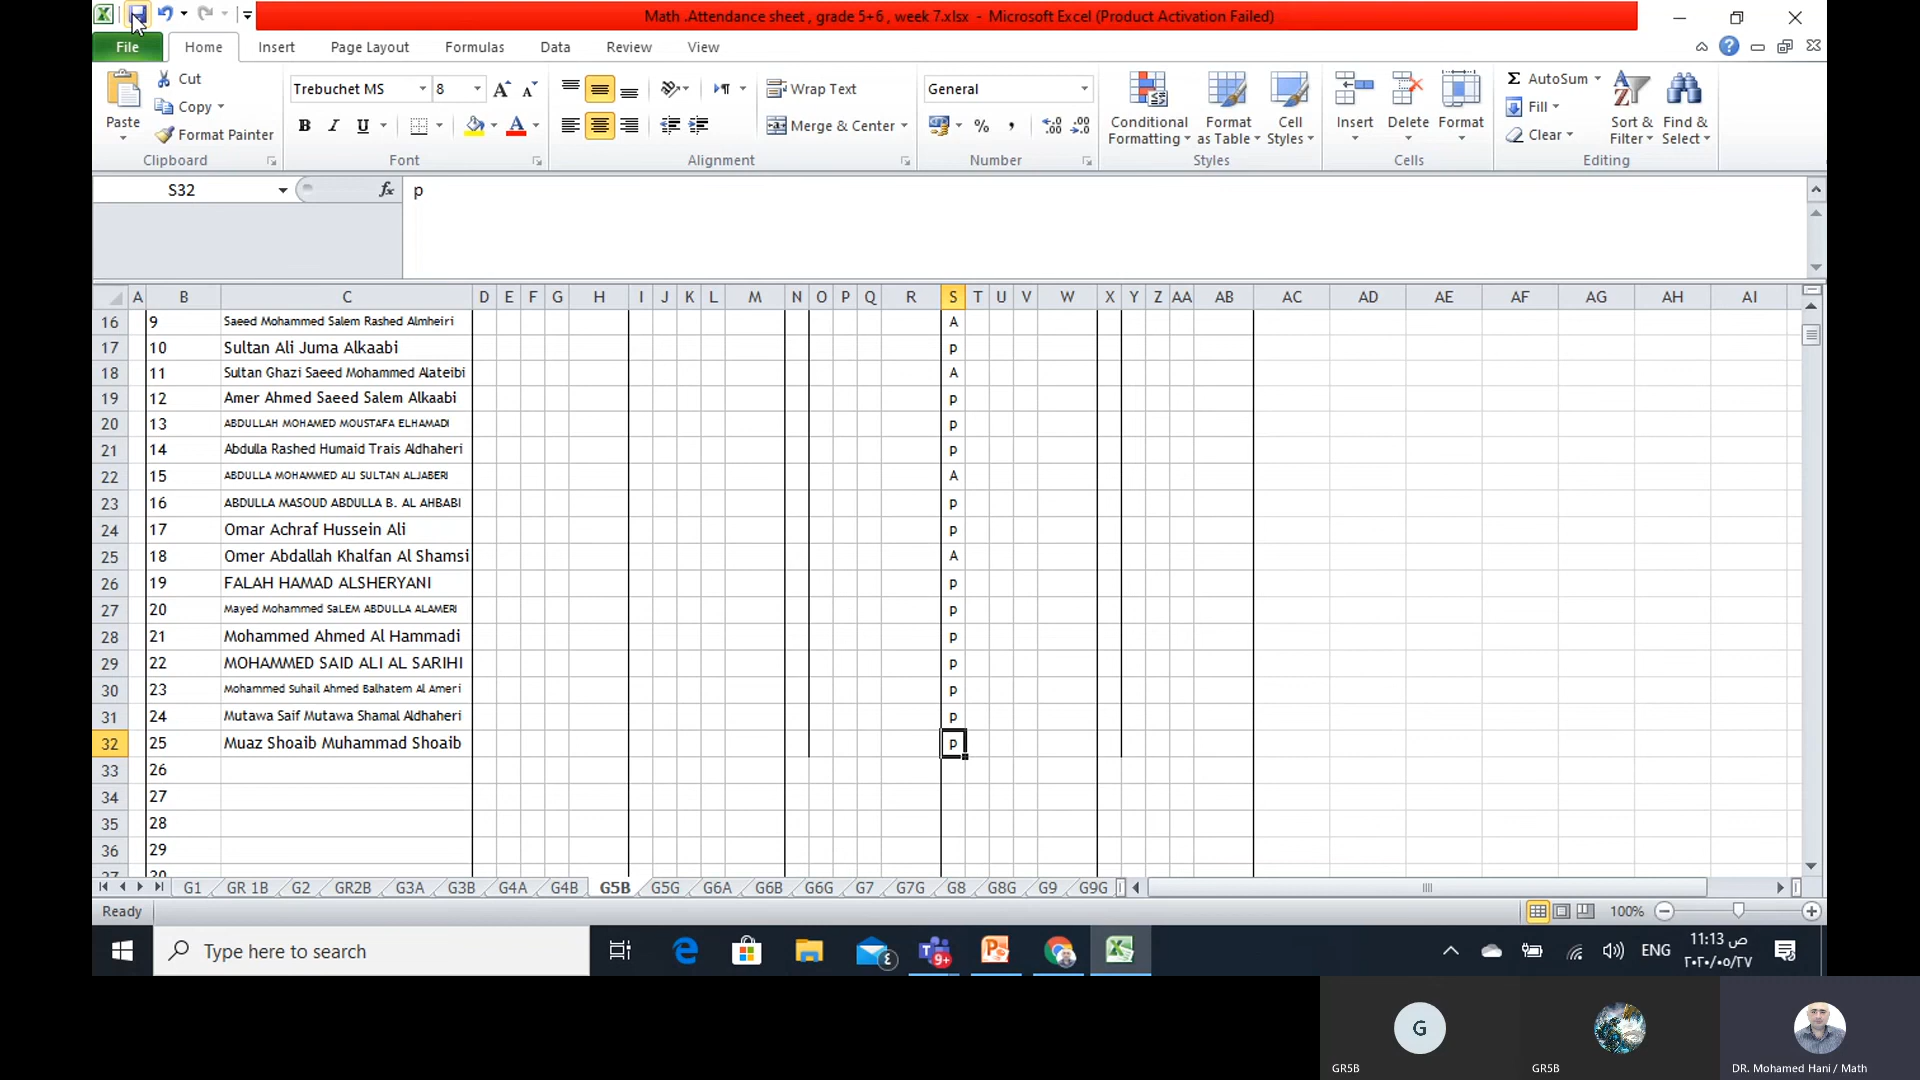 Math .Attendance sheet , grade 5+6 , week 7.xlsx - Microsoft Excel (Product Activation Failed)
File Home Insert Page Layout Formulas Data Review View
Paste
Cut
Copy
Format Painter
Clipboard
Trebuchet MS 8
B I U A
Font
Wrap Text
Merge & Center
Alignment
General
%
Number
Conditional Formatting
Format as Table
Cell Styles
Styles
Insert
Delete
Format
Cells
Σ AutoSum
Fill
Clear
Sort & Filter
Find & Select
Editing
S32 fx p
A B C D E F G H I J K L M N O P Q R S T U V W X Y Z AA AB AC AD AE AF AG AH AI
16 9 Saeed Mohammed Salem Rashed Almheiri A
17 10 Sultan Ali Juma Alkaabi p
18 11 Sultan Ghazi Saeed Mohammed Alateibi A
19 12 Amer Ahmed Saeed Salem Alkaabi p
20 13 ABDULLAH MOHAMED MOUSTAFA ELHAMADI p
21 14 Abdulla Rashed Humaid Trais Aldhaheri p
22 15 ABDULLA MOHAMMED ALI SULTAN ALJABERI A
23 16 ABDULLA MASOUD ABDULLA B. AL AHBABI p
24 17 Omar Achraf Hussein Ali p
25 18 Omer Abdallah Khalfan Al Shamsi A
26 19 FALAH HAMAD ALSHERYANI p
27 20 Mayed Mohammed SaLEM ABDULLA ALAMERI p
28 21 Mohammed Ahmed Al Hammadi p
29 22 MOHAMMED SAID ALI AL SARIHI p
30 23 Mohammed Suhail Ahmed Balhatem Al Ameri p
31 24 Mutawa Saif Mutawa Shamal Aldhaheri p
32 25 Muaz Shoaib Muhammad Shoaib p
33 26
34 27
35 28
36 29
37 30
G1 GR 1B G2 GR2B G3A G3B G4A G4B G5B G5G G6A G6B G6G G7 G7G G8 G8G G9 G9G
Ready 100%
Type here to search
٤
9+
ENG
11:13 ص
٢٠٢٠/٠٥/٢٧
G
GR5B
GR5B
DR. Mohamed Hani / Math